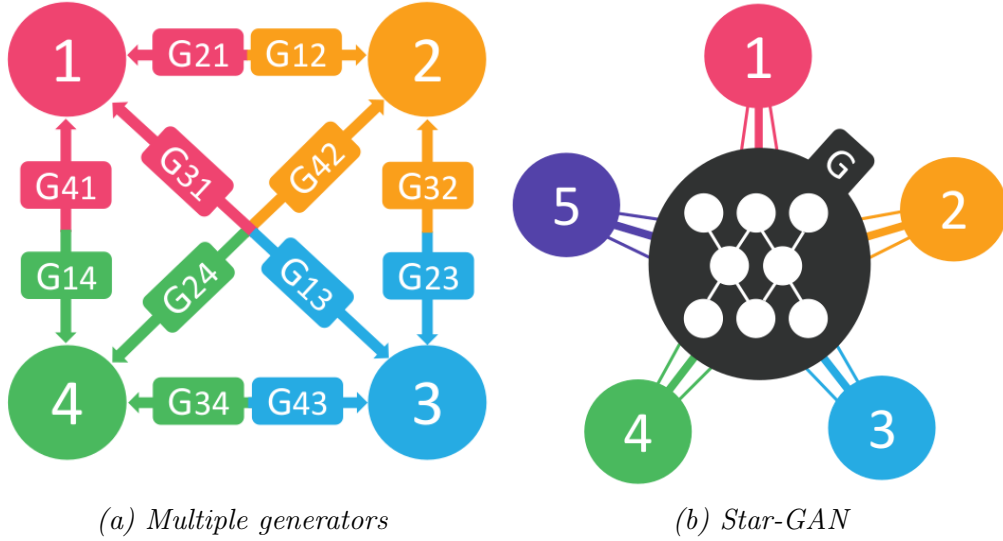 1
G21
G12
2
G41
G31
G42
G32
G14
G24
G13
G23
4
G34
G43
3
(a) Multiple generators
1
G
5
2
4
3
(b) Star-GAN